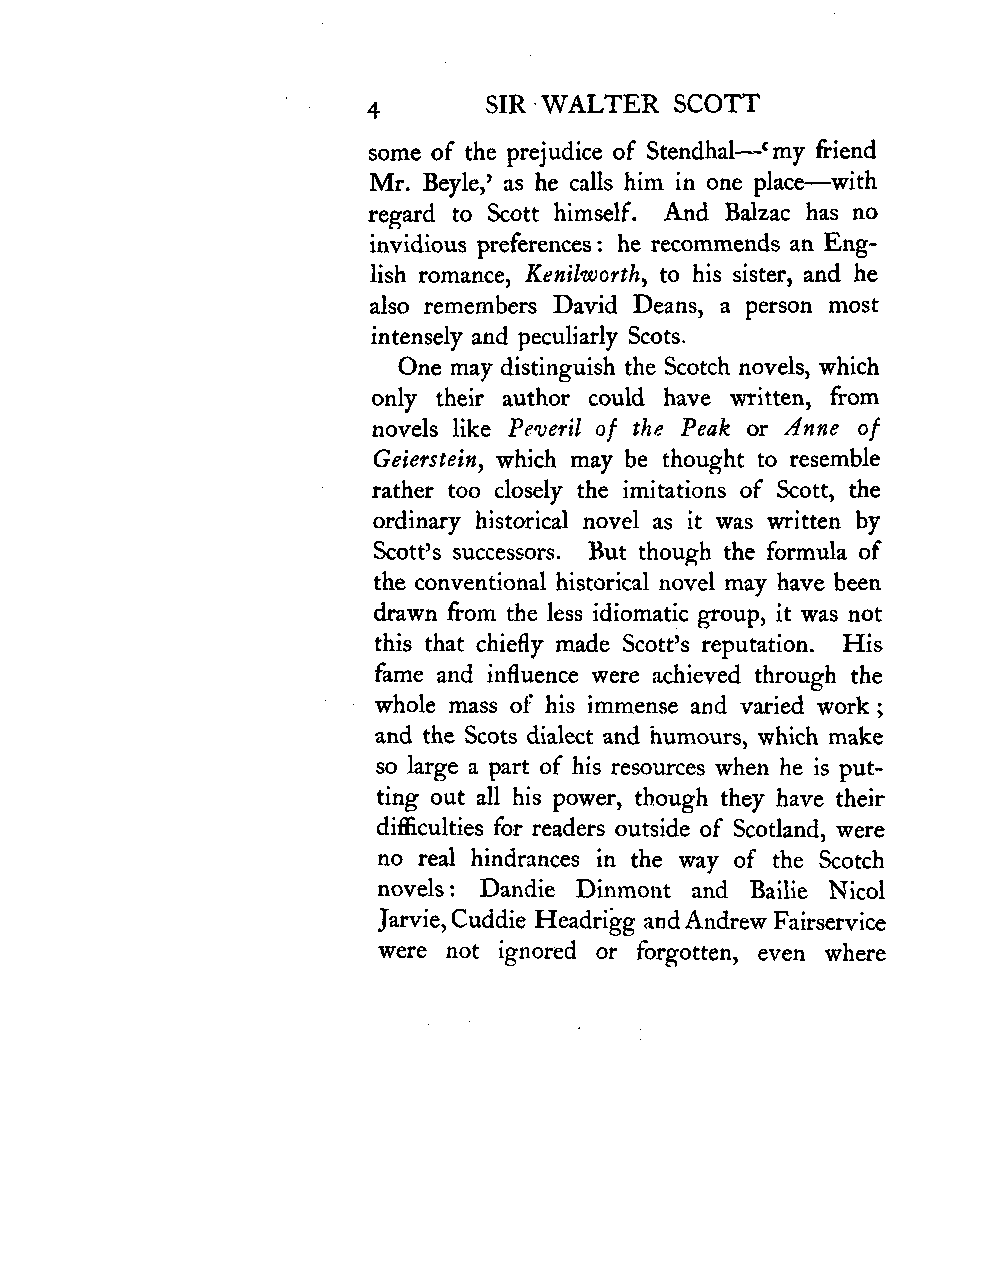 4 SIR WALTER SCOTT
some of the prejudice of Stendhal—‘my friend
Mr. Beyle,’ as he calls him in one place—with
regard to Scott himself. And Balzac has no
invidious preferences: he recommends an Eng-
lish romance, Kenilworth, to his sister, and he
also remembers David Deans, a person most
intensely and peculiarly Scots.
One may distinguish the Scotch novels, which
only their author could have written, from
novels like Peveril of the Peak or Anne of
Geierstein, which may be thought to resemble
rather too closely the imitations of Scott, the
ordinary historical novel as it was written by
Scott’s successors. But though the formula of
the conventional historical novel may have been
drawn from the less idiomatic group, it was not
this that chiefly made Scott’s reputation. His
fame and influence were achieved through the
whole mass of his immense and varied work ;
and the Scots dialect and humours, which make
so large a part of his resources when he is put-
ting out all his power, though they have their
difficulties for readers outside of Scotland, were
no real hindrances in the way of the Scotch
novels: Dandie Dinmont and Bailie Nicol
Jarvie, Cuddie Headrigg and Andrew Fairservice
were not ignored or forgotten, even where